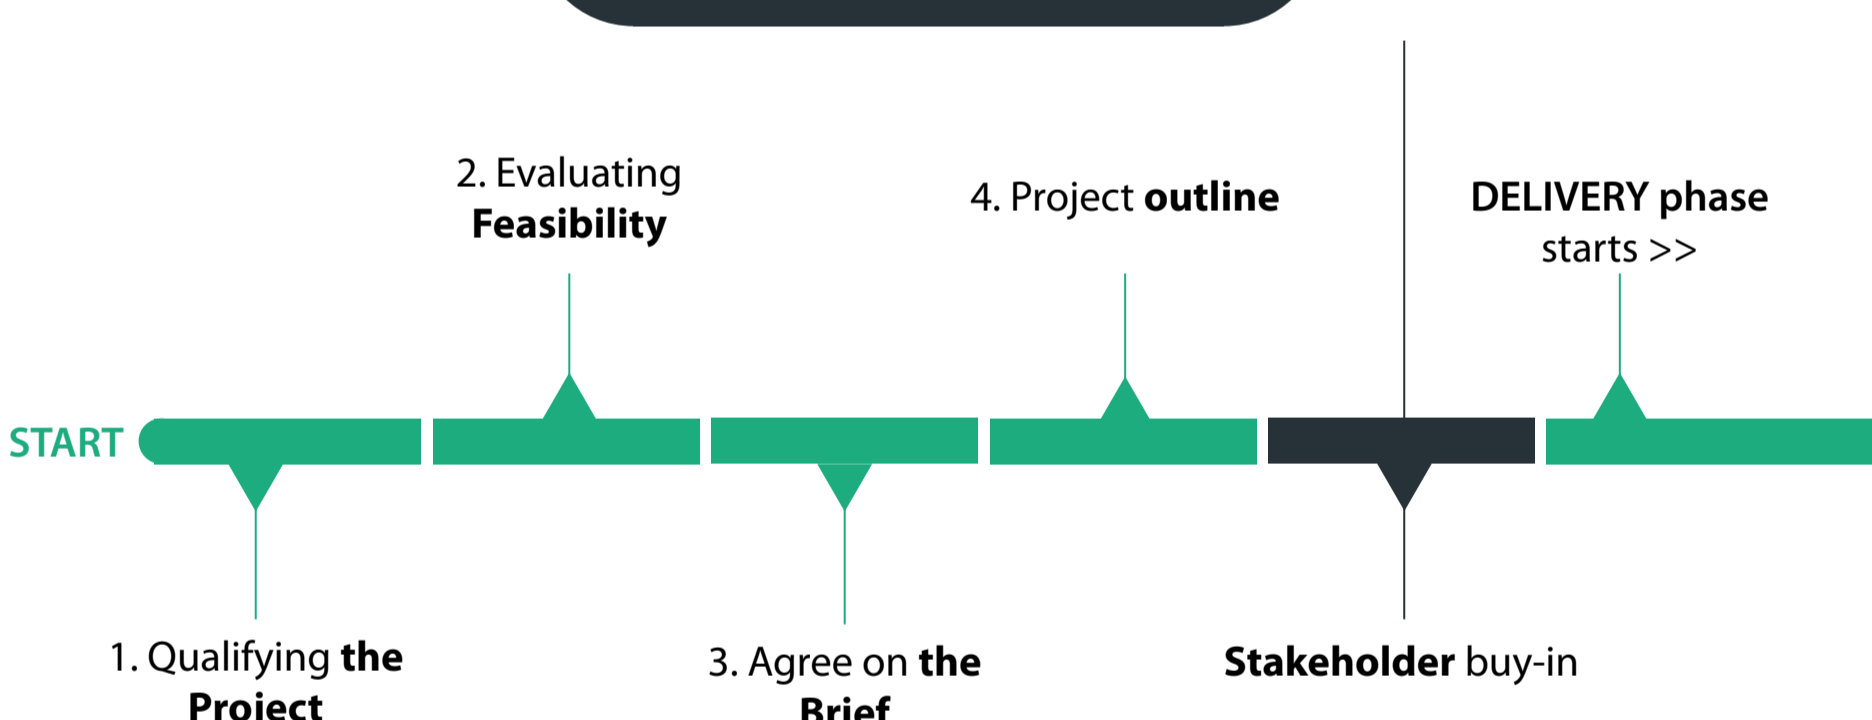 2. Evaluating
Feasibility
4. Project outline
DELIVERY phase
starts >>
START
1. Qualifying the
Project
3. Agree on the
Brief
Stakeholder buy-in